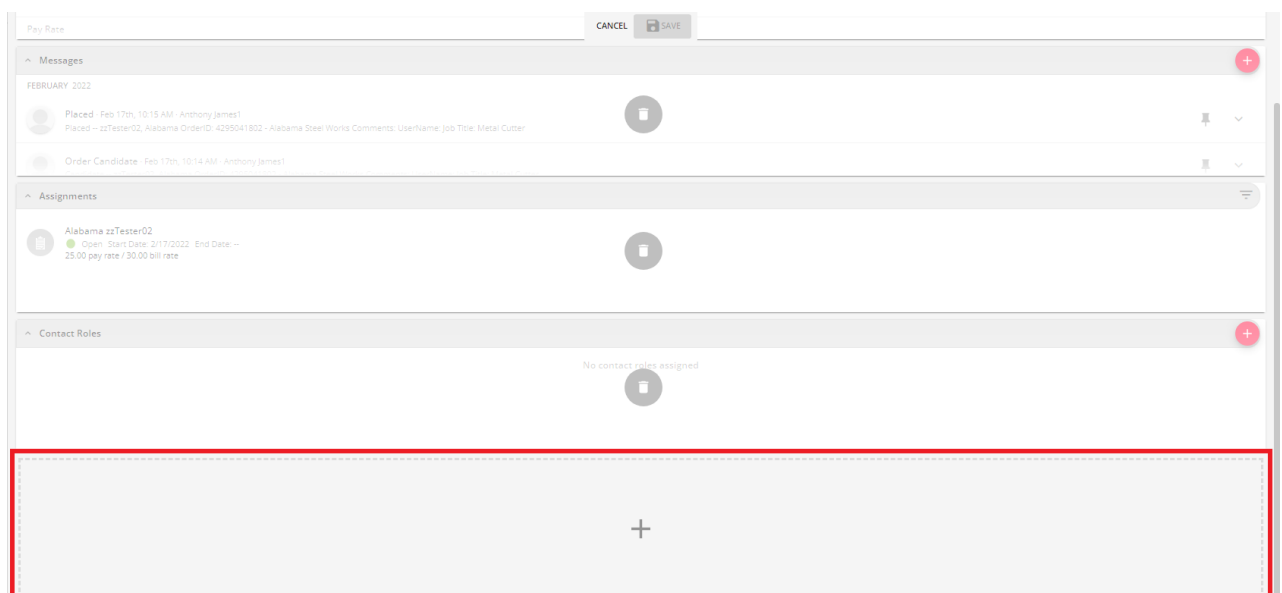 Pay Rate
CANCEL SAVE
Messages
FEBRUARY 2022
Placed · Feb 17th, 10:15 AM · Anthony James1
Placed -- zzTester02, Alabama OrderID: 4295041802 - Alabama Steel Works Comments: UserName: Job Title: Metal Cutter
Order Candidate · Feb 17th, 10:14 AM · Anthony James1
Assignments
Alabama zzTester02
Open · Start Date: 2/17/2022 · End Date: --
25.00 pay rate / 30.00 bill rate
Contact Roles
No contact roles assigned